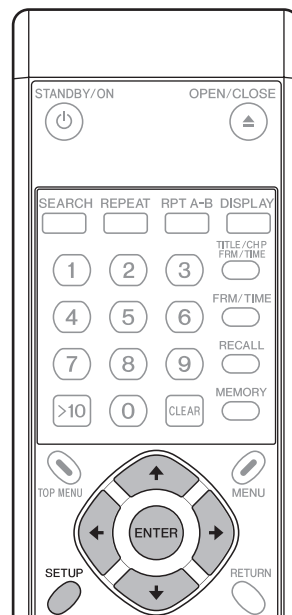 STANDBY/ON OPEN/CLOSE
SEARCH REPEAT RPT A-B DISPLAY
TITLE/CHP
FRM/TIME
1 2 3
FRM/TIME
4 5 6
RECALL
7 8 9
MEMORY
>10 0 CLEAR
TOP MENU MENU
ENTER
SETUP RETURN